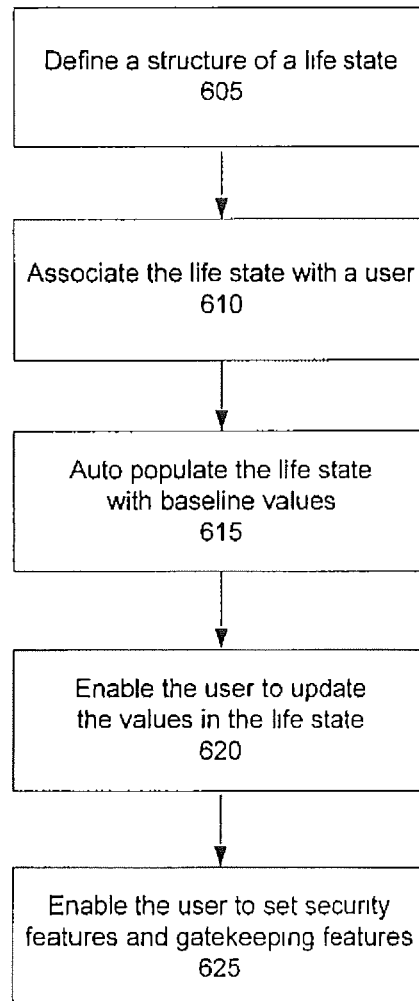 Define a structure of a life state
605
Associate the life state with a user
610
Auto populate the life state
with baseline values
615
Enable the user to update
the values in the life state
620
Enable the user to set security
features and gatekeeping features
625